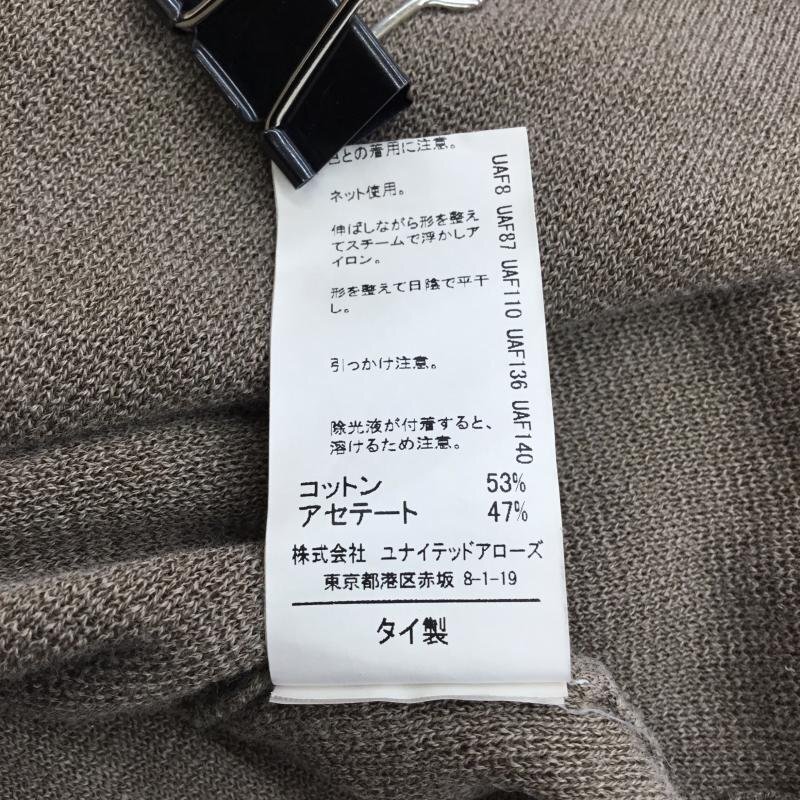 との着用に注意。
ネット使用。
伸ばしながら形を整え
てスチームで浮かしア
イロン。
形を整えて日陰で平干
し。
引っかけ注意。
除光液が付着すると、
溶けるため注意。
UAF8 UAF87 UAF110 UAF136 UAF140
コットン 53%
アセテート 47%
株式会社 ユナイテッドアローズ
東京都港区赤坂 8-1-19
タイ製